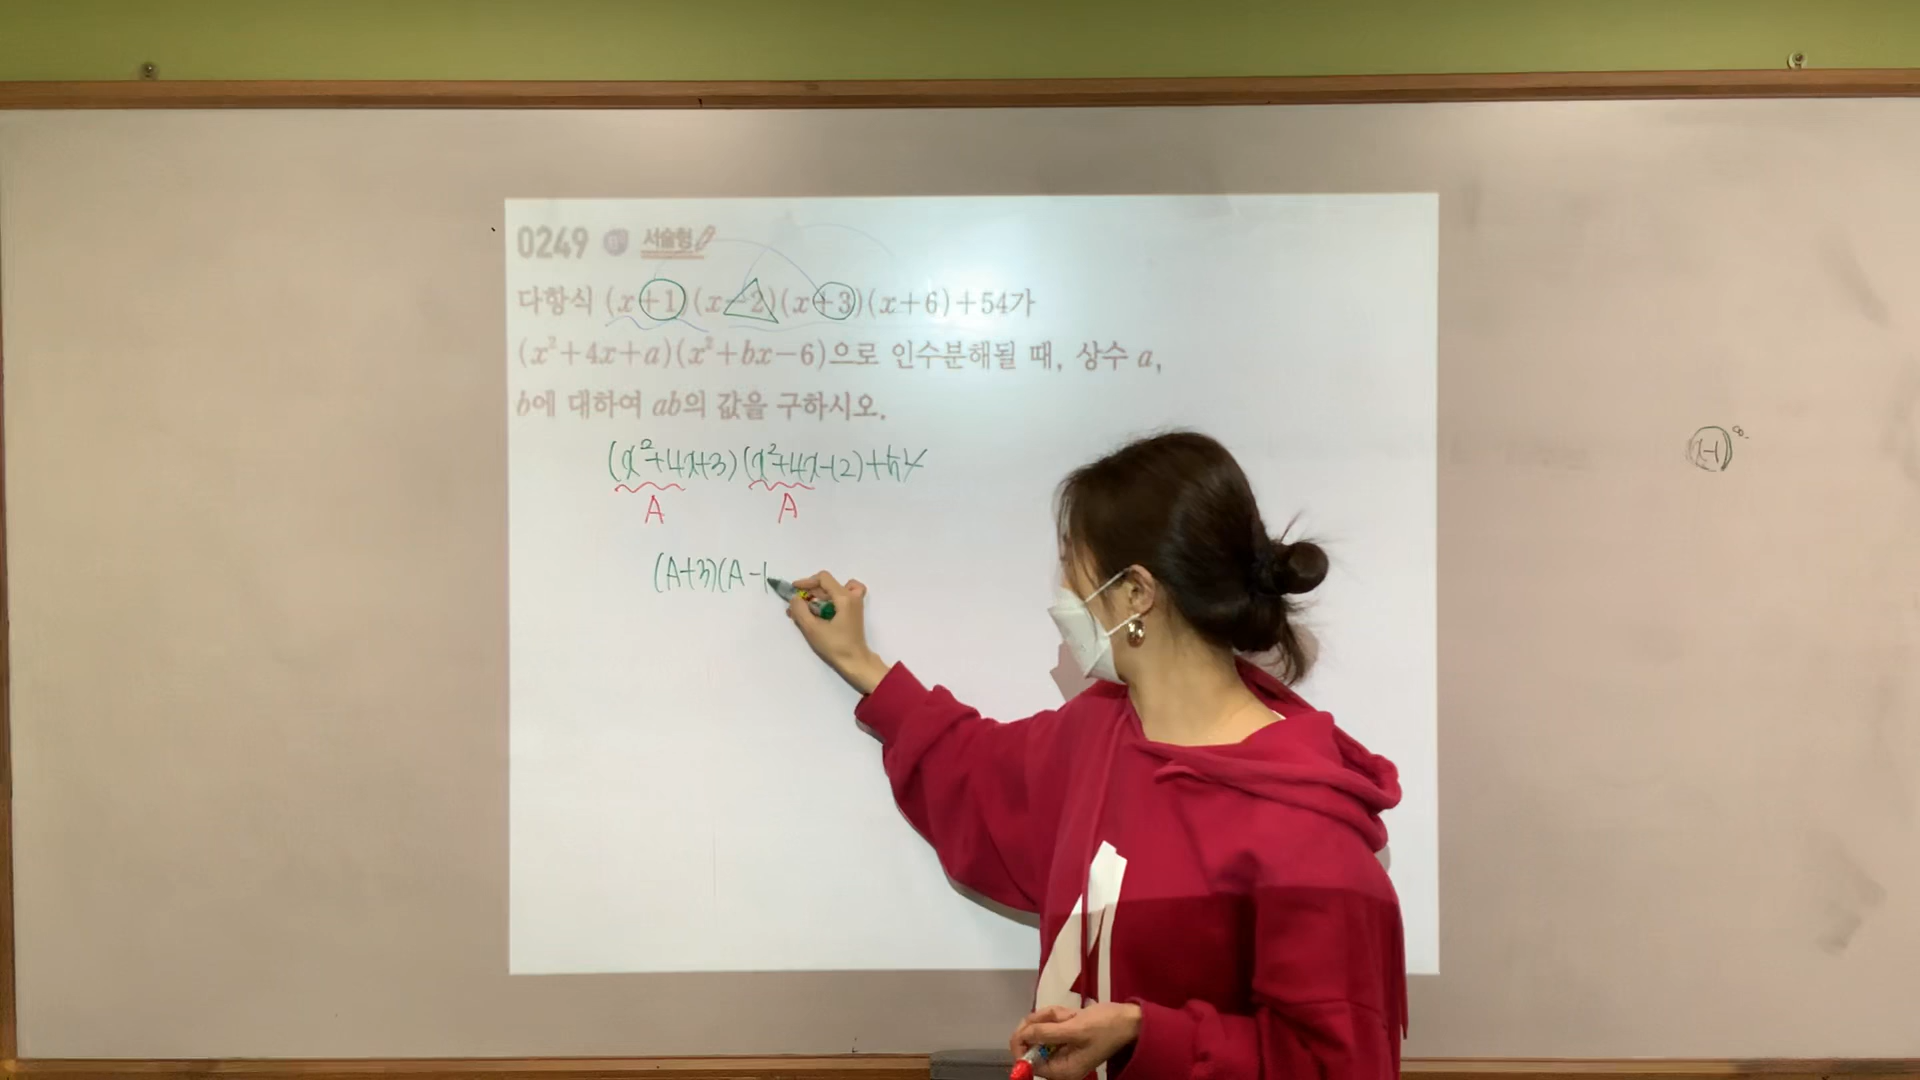 0249 서술형
다항식 (x+1)(x-2)(x+3)(x+6)+54가
(x²+4x+a)(x²+bx-6)으로 인수분해될 때, 상수 a,
b에 대하여 ab의 값을 구하시오.
(x²+4x+3)(x²+4x-12)+54
A A
(A+3)(A-1